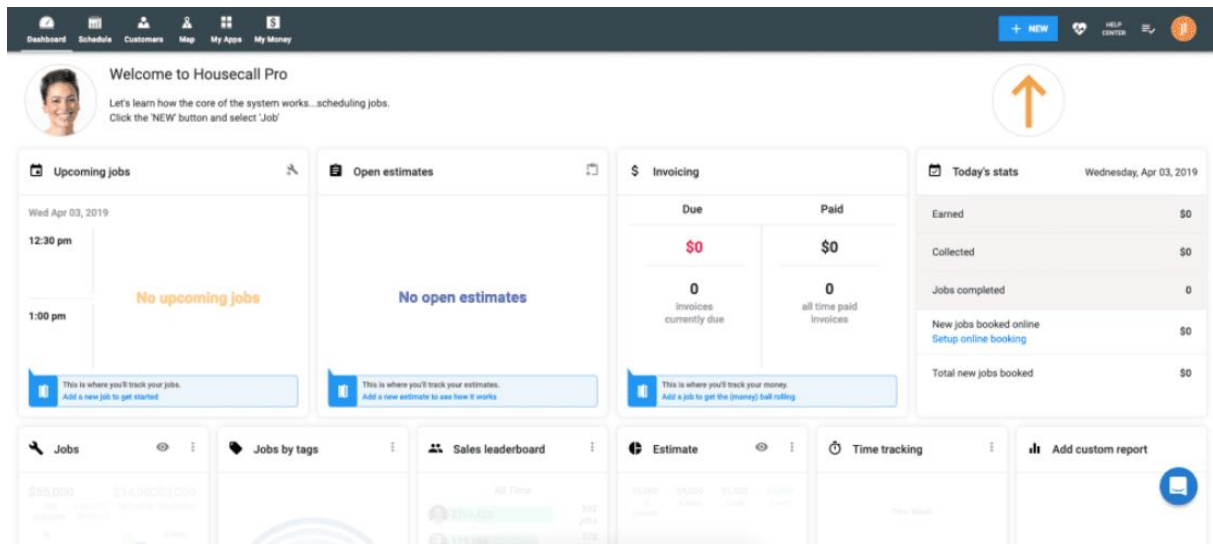 Dashboard Schedule Customers Map My Apps My Money
+ NEW
HELP
CENTER
Welcome to Housecall Pro
Let's learn how the core of the system works...scheduling jobs.
Click the 'NEW' button and select 'Job'
Upcoming jobs
Wed Apr 03, 2019
12:30 pm
No upcoming jobs
1:00 pm
This is where you'll track your jobs.
Add a new job to get started
Open estimates
No open estimates
This is where you'll track your estimates.
Add a new estimate to see how it works
$ Invoicing
Due Paid
$0 $0
0 0
invoices all time paid
currently due invoices
This is where you'll track your money.
Add a job to get the (money) ball rolling
Today's stats Wednesday, Apr 03, 2019
Earned $0
Collected $0
Jobs completed 0
New jobs booked online $0
Setup online booking
Total new jobs booked $0
Jobs
$55,000
Jobs by tags
Sales leaderboard
All Time
Estimate
Time tracking
Add custom report